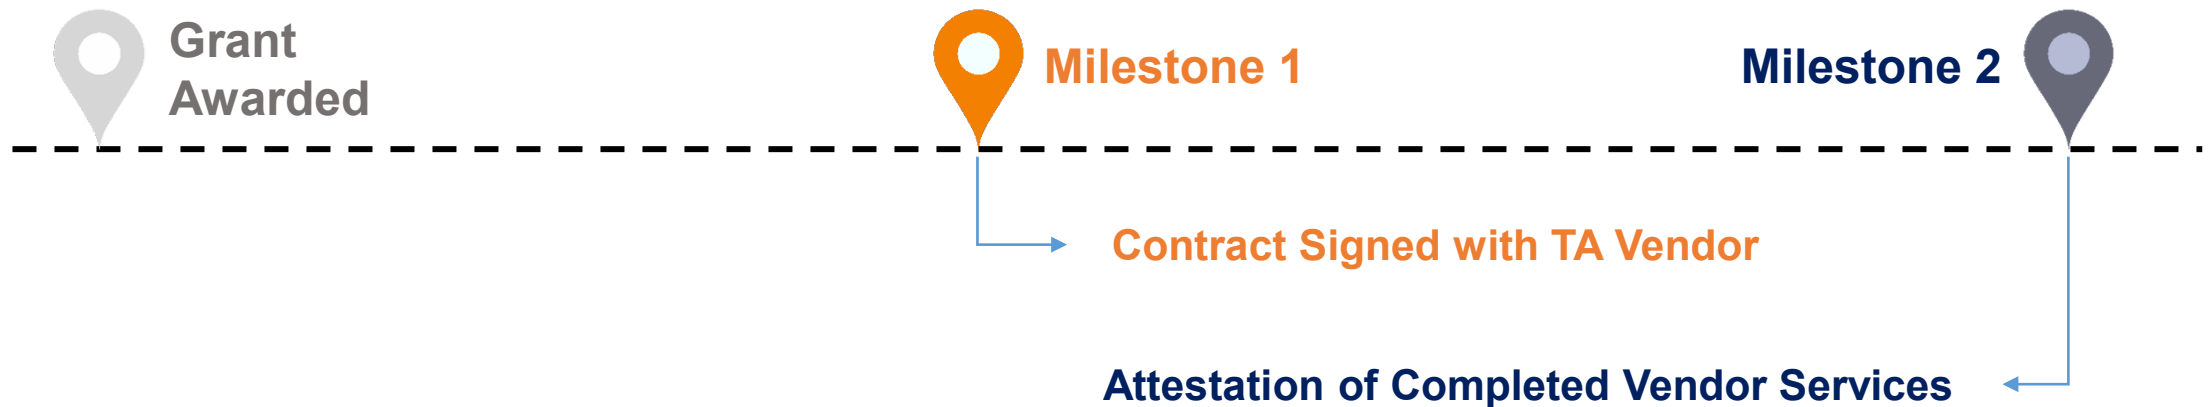 Grant
Awarded
Milestone 1
Milestone 2
Contract Signed with TA Vendor
Attestation of Completed Vendor Services